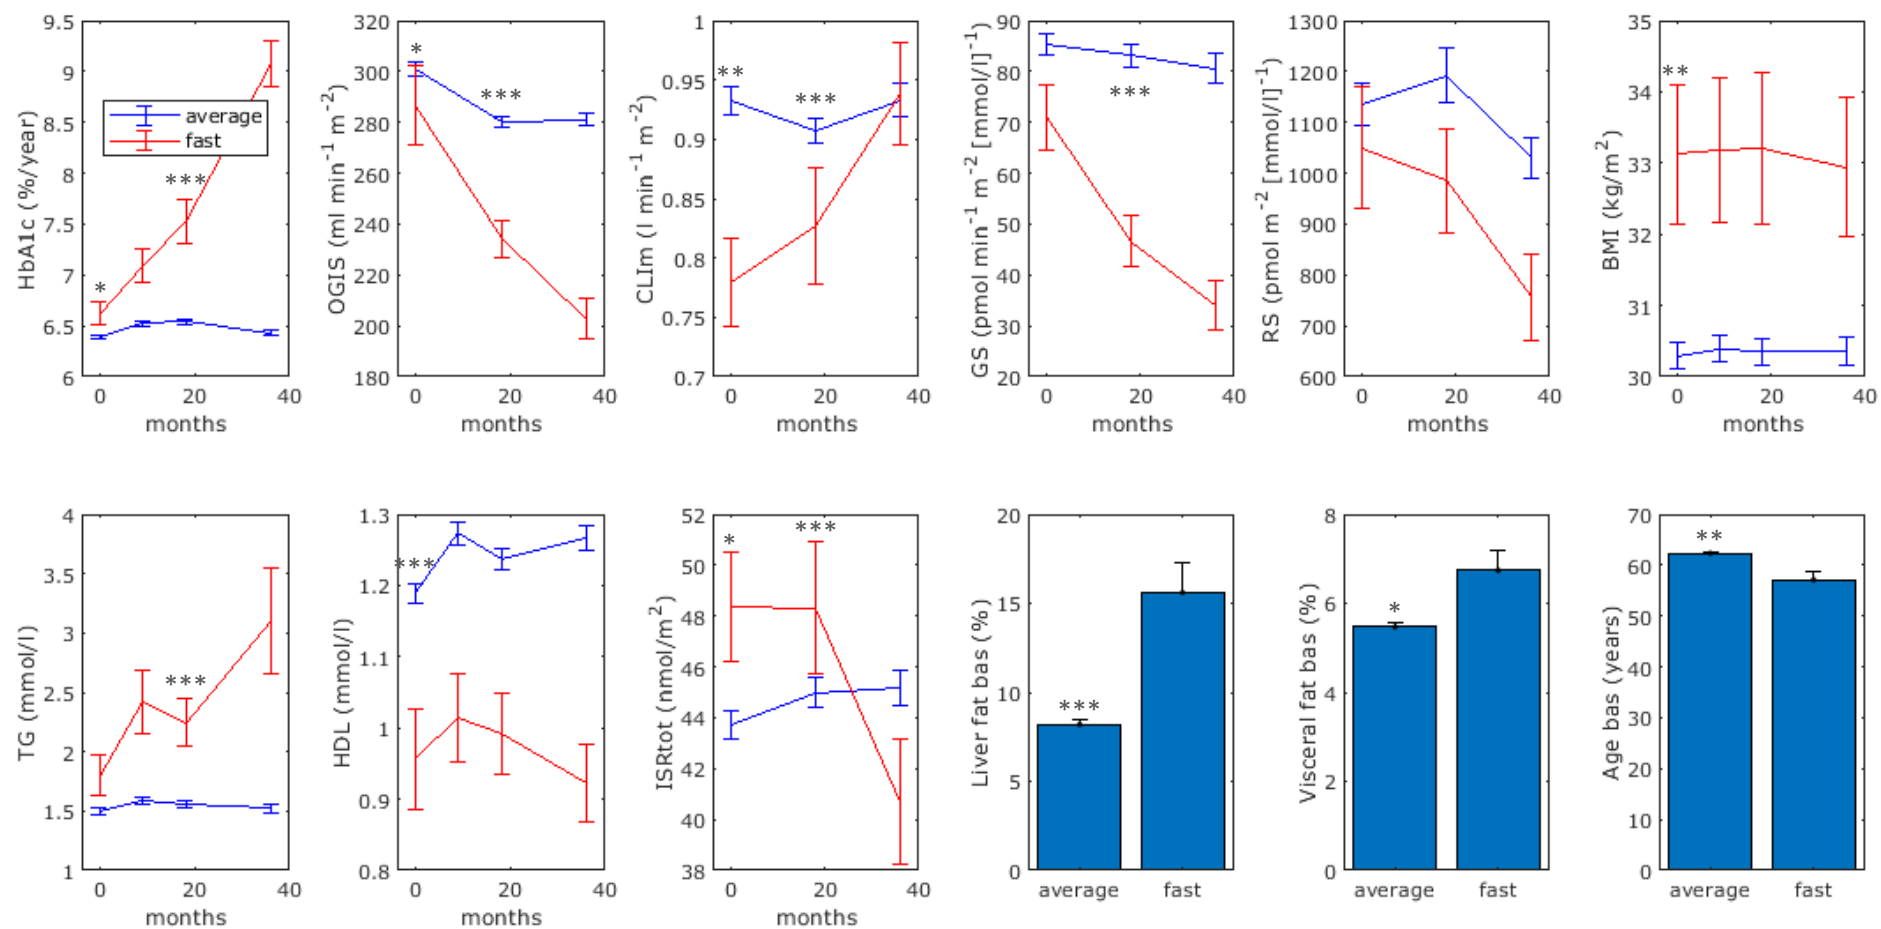 HbA1c (%/year)
9.5
9
8.5
8
7.5
7
6.5
6
average
fast
*
***
0 20 40
months
OGIS (ml min-1 m-2)
320
300
280
260
240
220
200
180
*
***
0 20 40
months
CLIm (l min-1 m-2)
1
0.95
0.9
0.85
0.8
0.75
0.7
**
***
0 20 40
months
GS (pmol min-1 m-2 [mmol/l]-1)
90
80
70
60
50
40
30
20
***
0 20 40
months
RS (pmol m-2 [mmol/l]-1)
1300
1200
1100
1000
900
800
700
600
0 20 40
months
BMI (kg/m2)
35
34
33
32
31
30
**
0 20 40
months
TG (mmol/l)
4
3.5
3
2.5
2
1.5
1
***
0 20 40
months
HDL (mmol/l)
1.3
1.2
1.1
1
0.9
0.8
***
0 20 40
months
ISRtot (nmol/m2)
52
50
48
46
44
42
40
38
*
***
0 20 40
months
Liver fat bas (%)
20
15
10
5
0
***
average fast
Visceral fat bas (%)
8
6
4
2
0
*
average fast
Age bas (years)
70
60
50
40
30
20
10
0
**
average fast